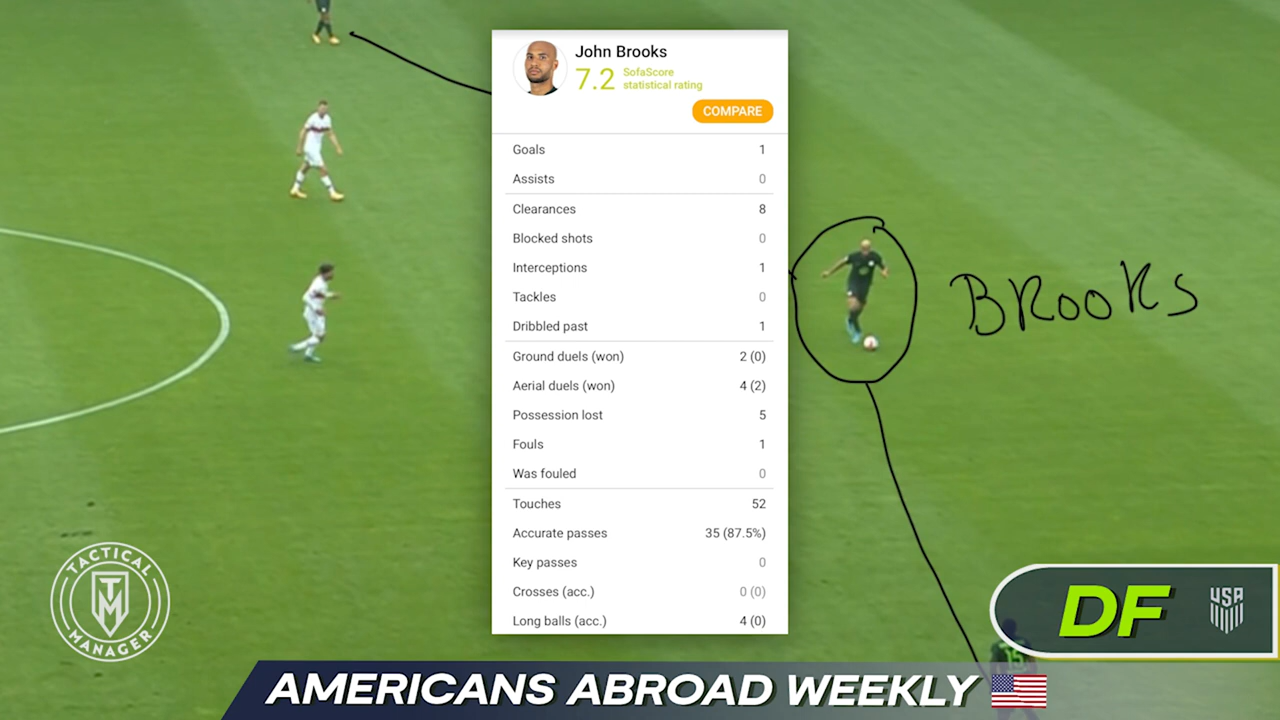 John Brooks
7.2 SofaScore
statistical rating
COMPARE
Goals 1
Assists 0
Clearances 8
Blocked shots 0
Interceptions 1
Tackles 0
Dribbled past 1
Ground duels (won) 2 (0)
Aerial duels (won) 4 (2)
Possession lost 5
Fouls 1
Was fouled 0
Touches 52
Accurate passes 35 (87.5%)
Key passes 0
Crosses (acc.) 0 (0)
Long balls (acc.) 4 (0)
BROOKS
TACTICAL
TM
MANAGER
DF
USA
15
AMERICANS ABROAD WEEKLY